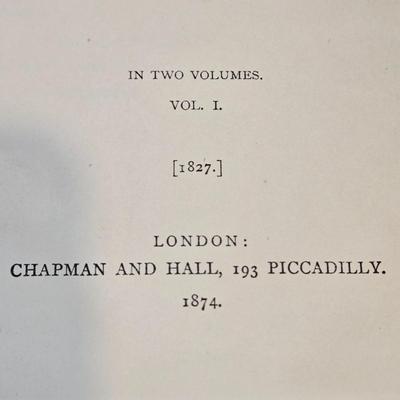 IN TWO VOLUMES.
VOL. I.
[1827.]
LONDON:
CHAPMAN AND HALL, 193 PICCADILLY.
1874.